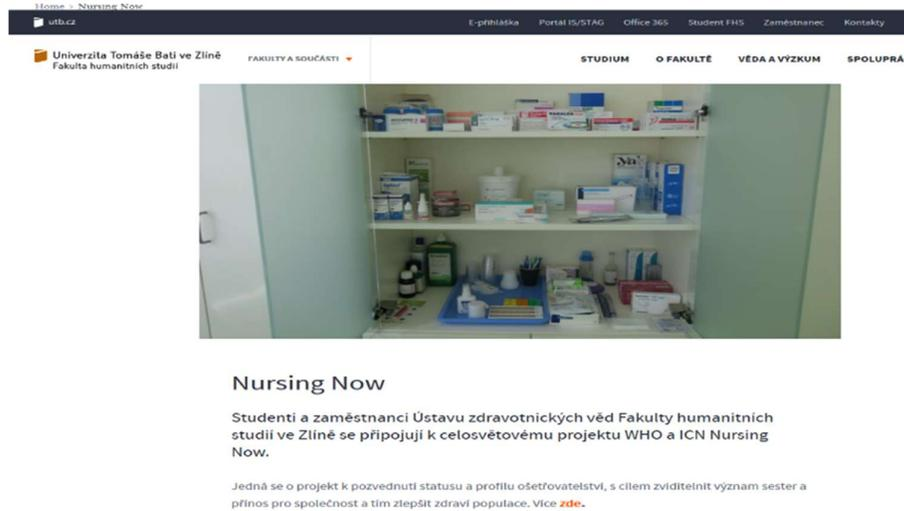 Home > Nursing Now
utb.cz
E-přihláška Portál IS/STAG Office 365 Student FHS Zaměstnanec Kontakty
Univerzita Tomáše Bati ve Zlíně
Fakulta humanitních studií
FAKULTY A SOUČÁSTI
STUDIUM O FAKULTĚ VĚDA A VÝZKUM SPOLUPRÁ
Nursing Now
Studenti a zaměstnanci Ústavu zdravotnických věd Fakulty humanitních
studií ve Zlíně se připojují k celosvětovému projektu WHO a ICN Nursing
Now.
Jedná se o projekt k pozvednutí statusu a profilu ošetřovatelství, s cílem zviditelnit význam sester a
přínos pro společnost a tím zlepšit zdraví populace. Více zde.